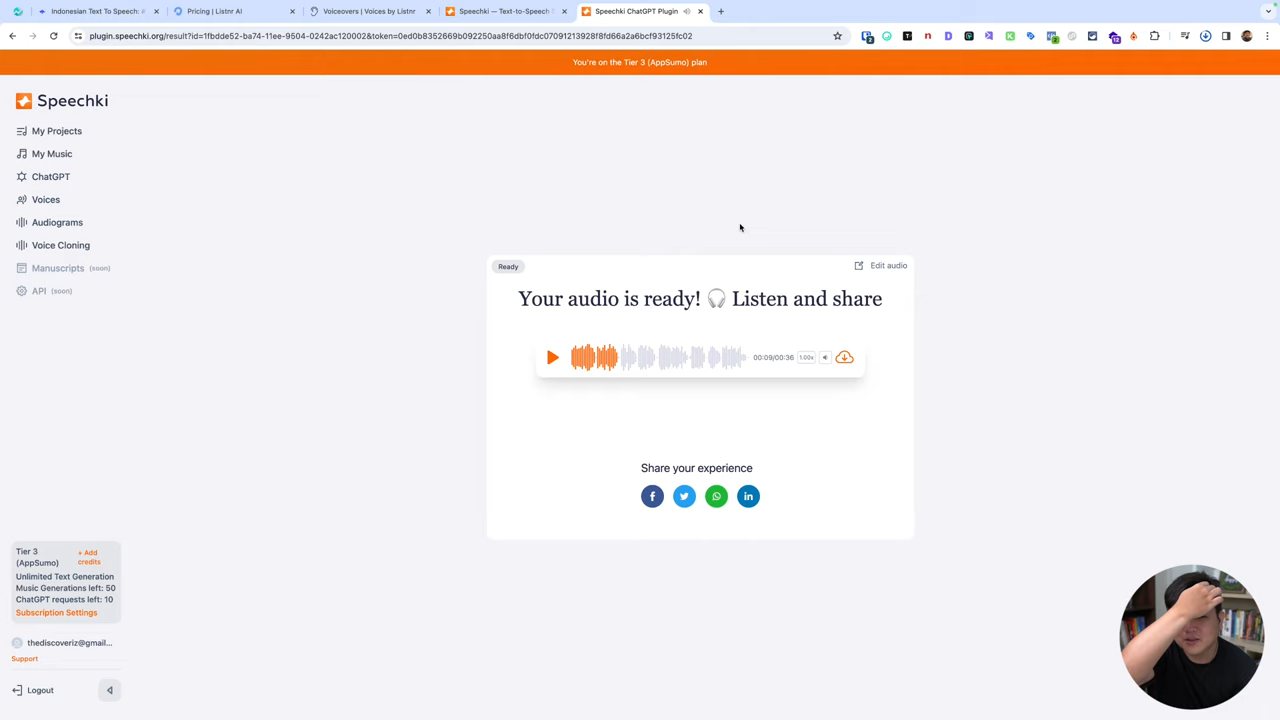 Indonesian Text To Speech: #
Pricing | Listnr AI
Voiceovers | Voices by Listnr
Speechki — Text-to-Speech S
Speechki ChatGPT Plugin
plugin.speechki.org/result?id=1fbdde52-ba74-11ee-9504-0242ac120002&token=0ed0b8352669b092250aa8f6dbf0fdc07091213928f8fd66a2a6bcf93125fc02
You're on the Tier 3 (AppSumo) plan
Speechki
My Projects
My Music
ChatGPT
Voices
Audiograms
Voice Cloning
Manuscripts (soon)
API (soon)
Ready
Edit audio
Your audio is ready! 🎧 Listen and share
00:09/00:36 1.00x
Share your experience
Tier 3 (AppSumo)
+ Add credits
Unlimited Text Generation
Music Generations left: 50
ChatGPT requests left: 10
Subscription Settings
thediscoveriz@gmail...
Support
Logout